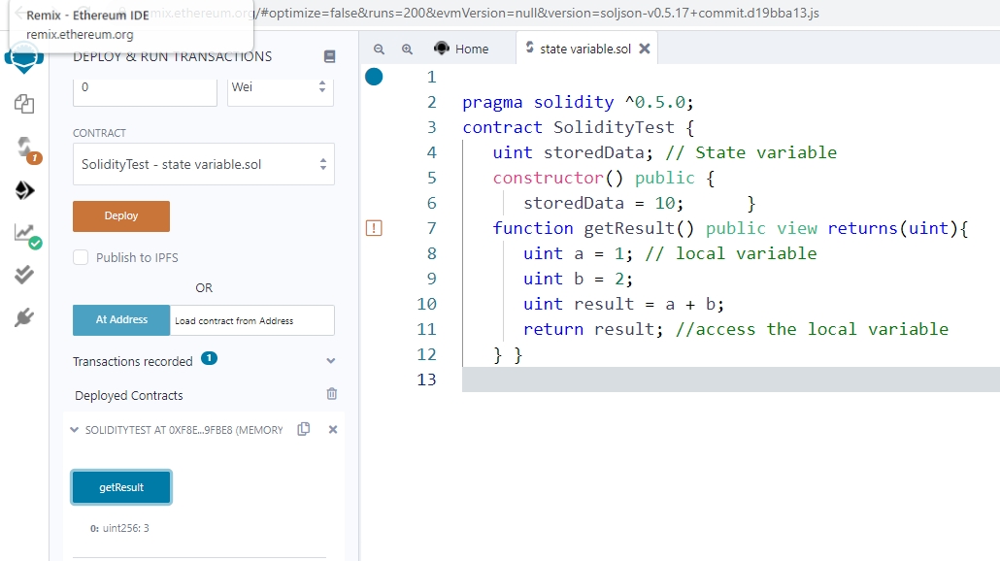 Remix - Ethereum IDE
remix.ethereum.org
remix.ethereum.org/#optimize=false&runs=200&evmVersion=null&version=soljson-v0.5.17+commit.d19bba13.js
DEPLOY & RUN TRANSACTIONS
0
Wei
CONTRACT
SolidityTest - state variable.sol
Deploy
Publish to IPFS
OR
At Address
Load contract from Address
Transactions recorded
1
Deployed Contracts
SOLIDITYTEST AT 0XF8E...9FBE8 (MEMORY
getResult
0: uint256: 3
1
Home
state variable.sol
1
2 pragma solidity ^0.5.0;
3 contract SolidityTest {
4 uint storedData; // State variable
5 constructor() public {
6 storedData = 10; }
7 function getResult() public view returns(uint){
8 uint a = 1; // local variable
9 uint b = 2;
10 uint result = a + b;
11 return result; //access the local variable
12 } }
13